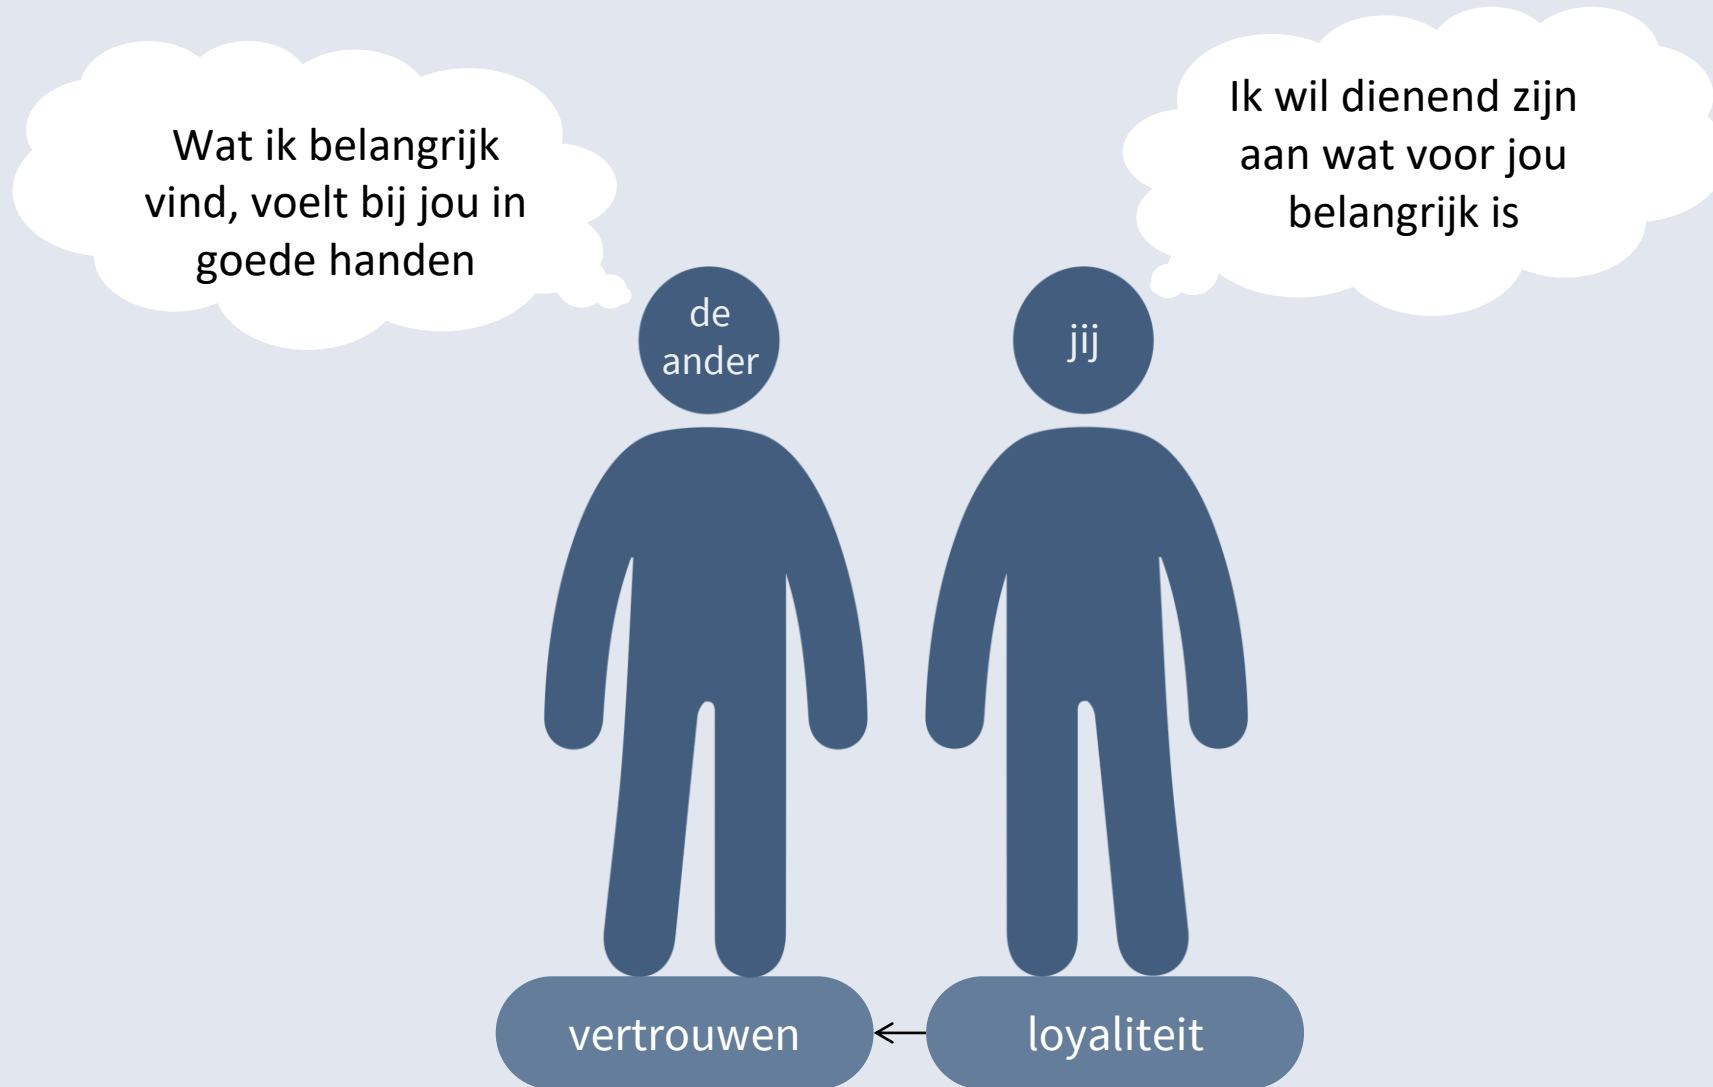 Wat ik belangrijk
vind, voelt bij jou in
goede handen
Ik wil dienend zijn
aan wat voor jou
belangrijk is
de
ander
jij
vertrouwen
loyaliteit